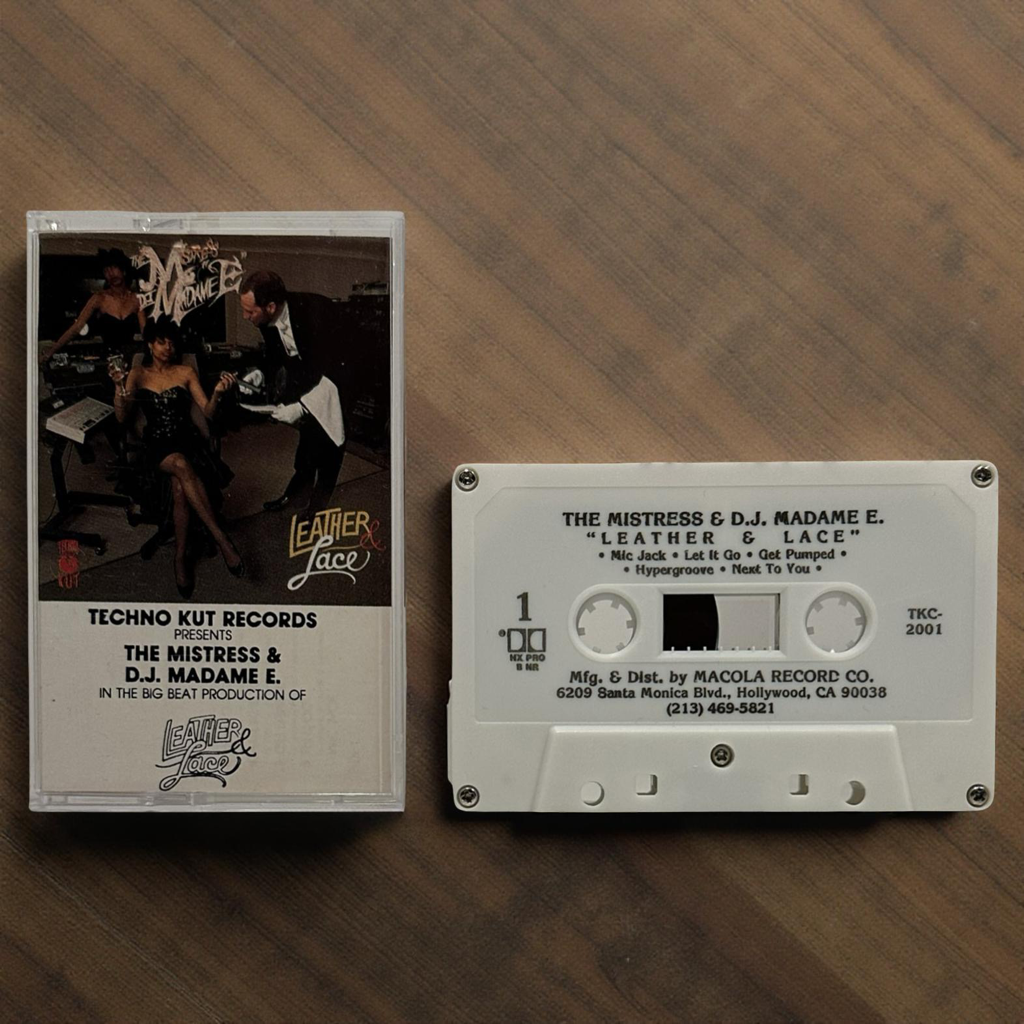 THE MISTRESS
& "E"
DJ MADAME
LEATHER &
Lace
TECHNO KUT RECORDS
PRESENTS
THE MISTRESS &
D.J. MADAME E.
IN THE BIG BEAT PRODUCTION OF
LEATHER &
Lace
THE MISTRESS & D.J. MADAME E.
"LEATHER & LACE"
• Mic Jack • Let It Go • Get Pumped •
• Hypergroove • Next To You •
1
HX PRO
B NR
TKC-
2001
Mfg. & Dist. by MACOLA RECORD CO.
6209 Santa Monica Blvd., Hollywood, CA 90038
(213) 469-5821